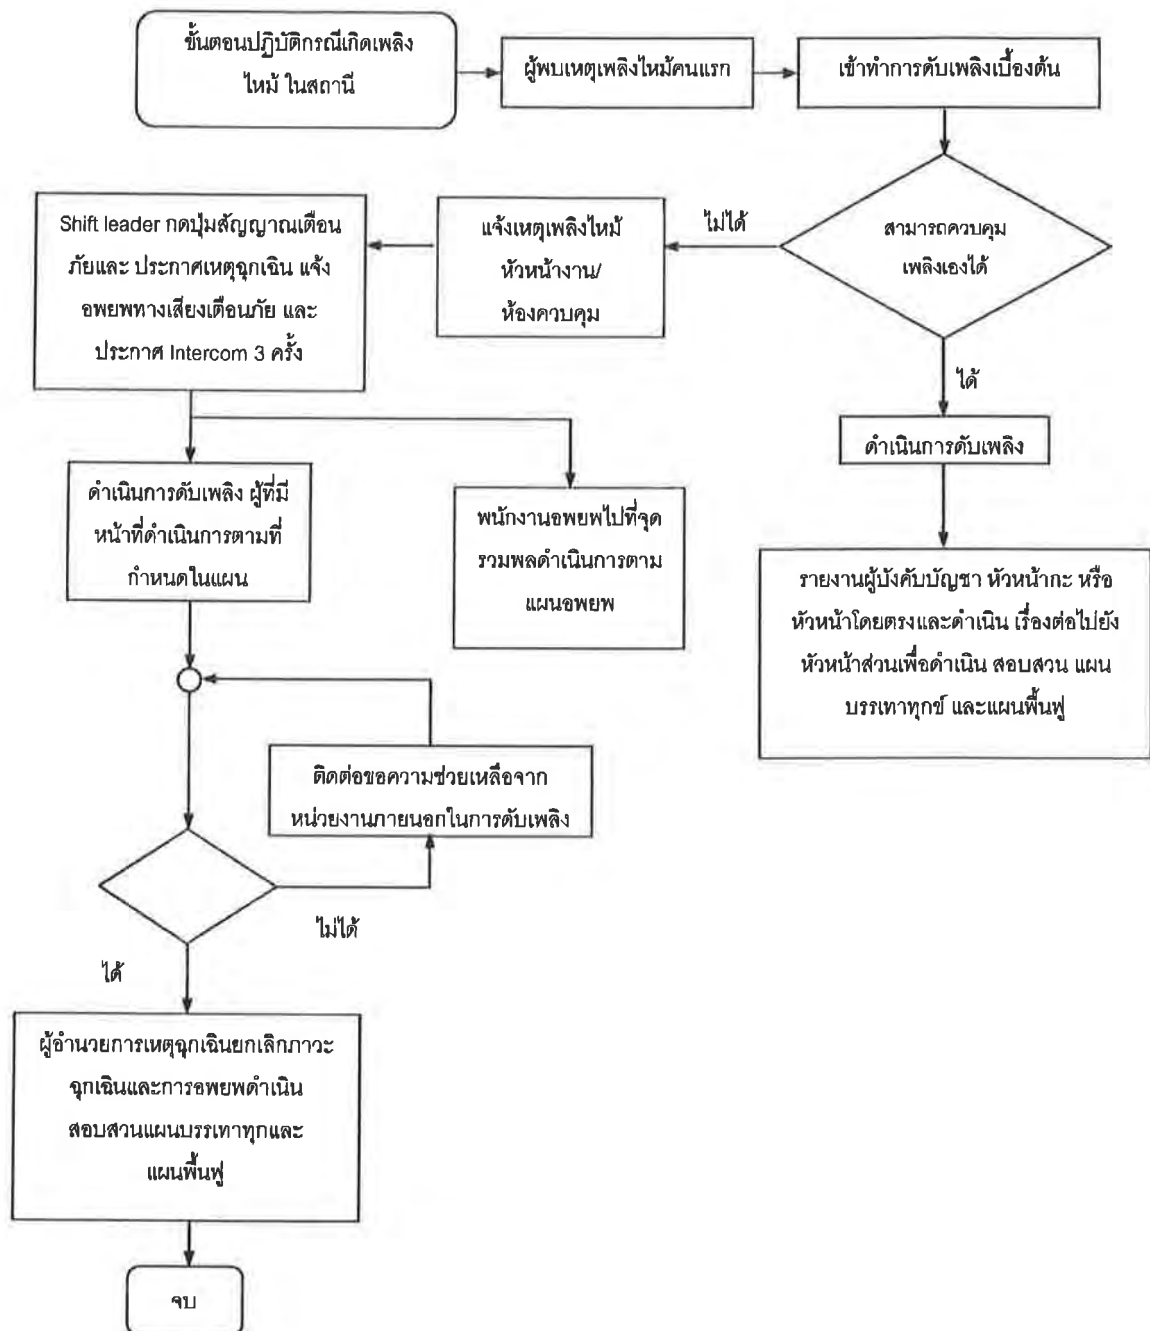 ขั้นตอนปฏิบัติกรณีเกิดเพลิง
ไหม้ ในสถานี
ผู้พบเหตุเพลิงไหม้คนแรก
เข้าทำการดับเพลิงเบื้องต้น
สามารถควบคุม
เพลิงเองได้
ไม่ได้
แจ้งเหตุเพลิงไหม้
หัวหน้างาน/
ห้องควบคุม
Shift leader กดปุ่มสัญญาณเตือน
ภัยและ ประกาศเหตุฉุกเฉิน แจ้ง
อพยพทางเสียงเตือนภัย และ
ประกาศ Intercom 3 ครั้ง
ได้
ดำเนินการดับเพลิง
รายงานผู้บังคับบัญชา หัวหน้ากะ หรือ
หัวหน้าโดยตรงและดำเนิน เรื่องต่อไปยัง
หัวหน้าส่วนเพื่อดำเนิน สอบสวน แผน
บรรเทาทุกข์ และแผนพื้นฟู
ดำเนินการดับเพลิง ผู้ที่มี
หน้าที่ดำเนินการตามที่
กำหนดในแผน
พนักงานอพยพไปที่จุด
รวมพลดำเนินการตาม
แผนอพยพ
ติดต่อขอความช่วยเหลือจาก
หน่วยงานภายนอกในการดับเพลิง
ไม่ได้
ได้
ผู้อำนวยการเหตุฉุกเฉินยกเลิกภาวะ
ฉุกเฉินและการอพยพดำเนิน
สอบสวนแผนบรรเทาทุกและ
แผนพื้นฟู
จบ